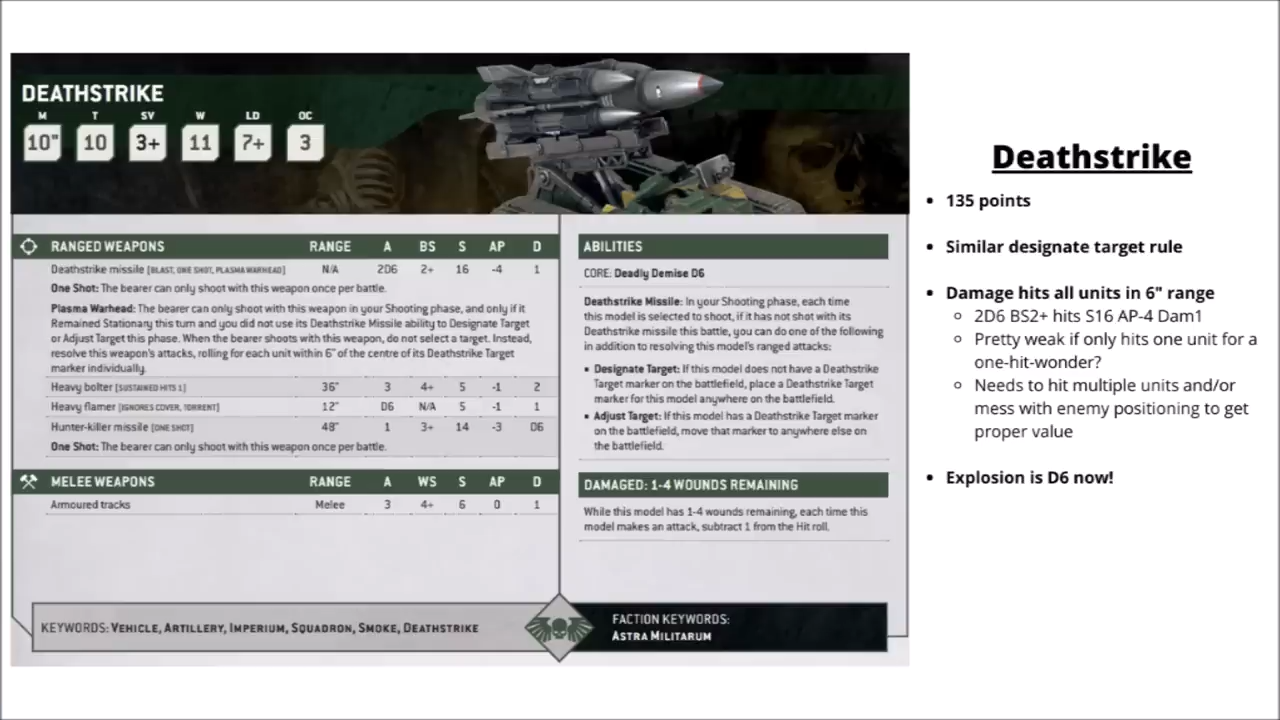 DEATHSTRIKE
M T SV W LD OC
10" 10 3+ 11 7+ 3
RANGED WEAPONS RANGE A BS S AP D
Deathstrike missile [BLAST, ONE SHOT, PLASMA WARHEAD] N/A 2D6 2+ 16 -4 1
One Shot: The bearer can only shoot with this weapon once per battle.
Plasma Warhead: The bearer can only shoot with this weapon in your Shooting phase, and only if it
Remained Stationary this turn and you did not use its Deathstrike Missile ability to Designate Target
or Adjust Target this phase. When the bearer shoots with this weapon, do not select a target. Instead,
resolve this weapon's attacks, rolling for each unit within 6" of the centre of its Deathstrike Target
marker individually.
Heavy bolter [SUSTAINED HITS 1] 36" 3 4+ 5 -1 2
Heavy flamer [IGNORES COVER, TORRENT] 12" D6 N/A 5 -1 1
Hunter-killer missile [ONE SHOT] 48" 1 3+ 14 -3 D6
One Shot: The bearer can only shoot with this weapon once per battle.
MELEE WEAPONS RANGE A WS S AP D
Armoured tracks Melee 3 4+ 6 0 1
ABILITIES
CORE: Deadly Demise D6
Deathstrike Missile: In your Shooting phase, each time
this model is selected to shoot, if it has not shot with its
Deathstrike missile this battle, you can do one of the following
in addition to resolving this model's ranged attacks:
▪ Designate Target: If this model does not have a Deathstrike
Target marker on the battlefield, place a Deathstrike Target
marker for this model anywhere on the battlefield.
▪ Adjust Target: If this model has a Deathstrike Target marker
on the battlefield, move that marker to anywhere else on
the battlefield.
DAMAGED: 1-4 WOUNDS REMAINING
While this model has 1-4 wounds remaining, each time this
model makes an attack, subtract 1 from the Hit roll.
KEYWORDS: VEHICLE, ARTILLERY, IMPERIUM, SQUADRON, SMOKE, DEATHSTRIKE
FACTION KEYWORDS:
ASTRA MILITARUM
Deathstrike
• 135 points
• Similar designate target rule
• Damage hits all units in 6" range
○ 2D6 BS2+ hits S16 AP-4 Dam1
○ Pretty weak if only hits one unit for a
one-hit-wonder?
○ Needs to hit multiple units and/or
mess with enemy positioning to get
proper value
• Explosion is D6 now!